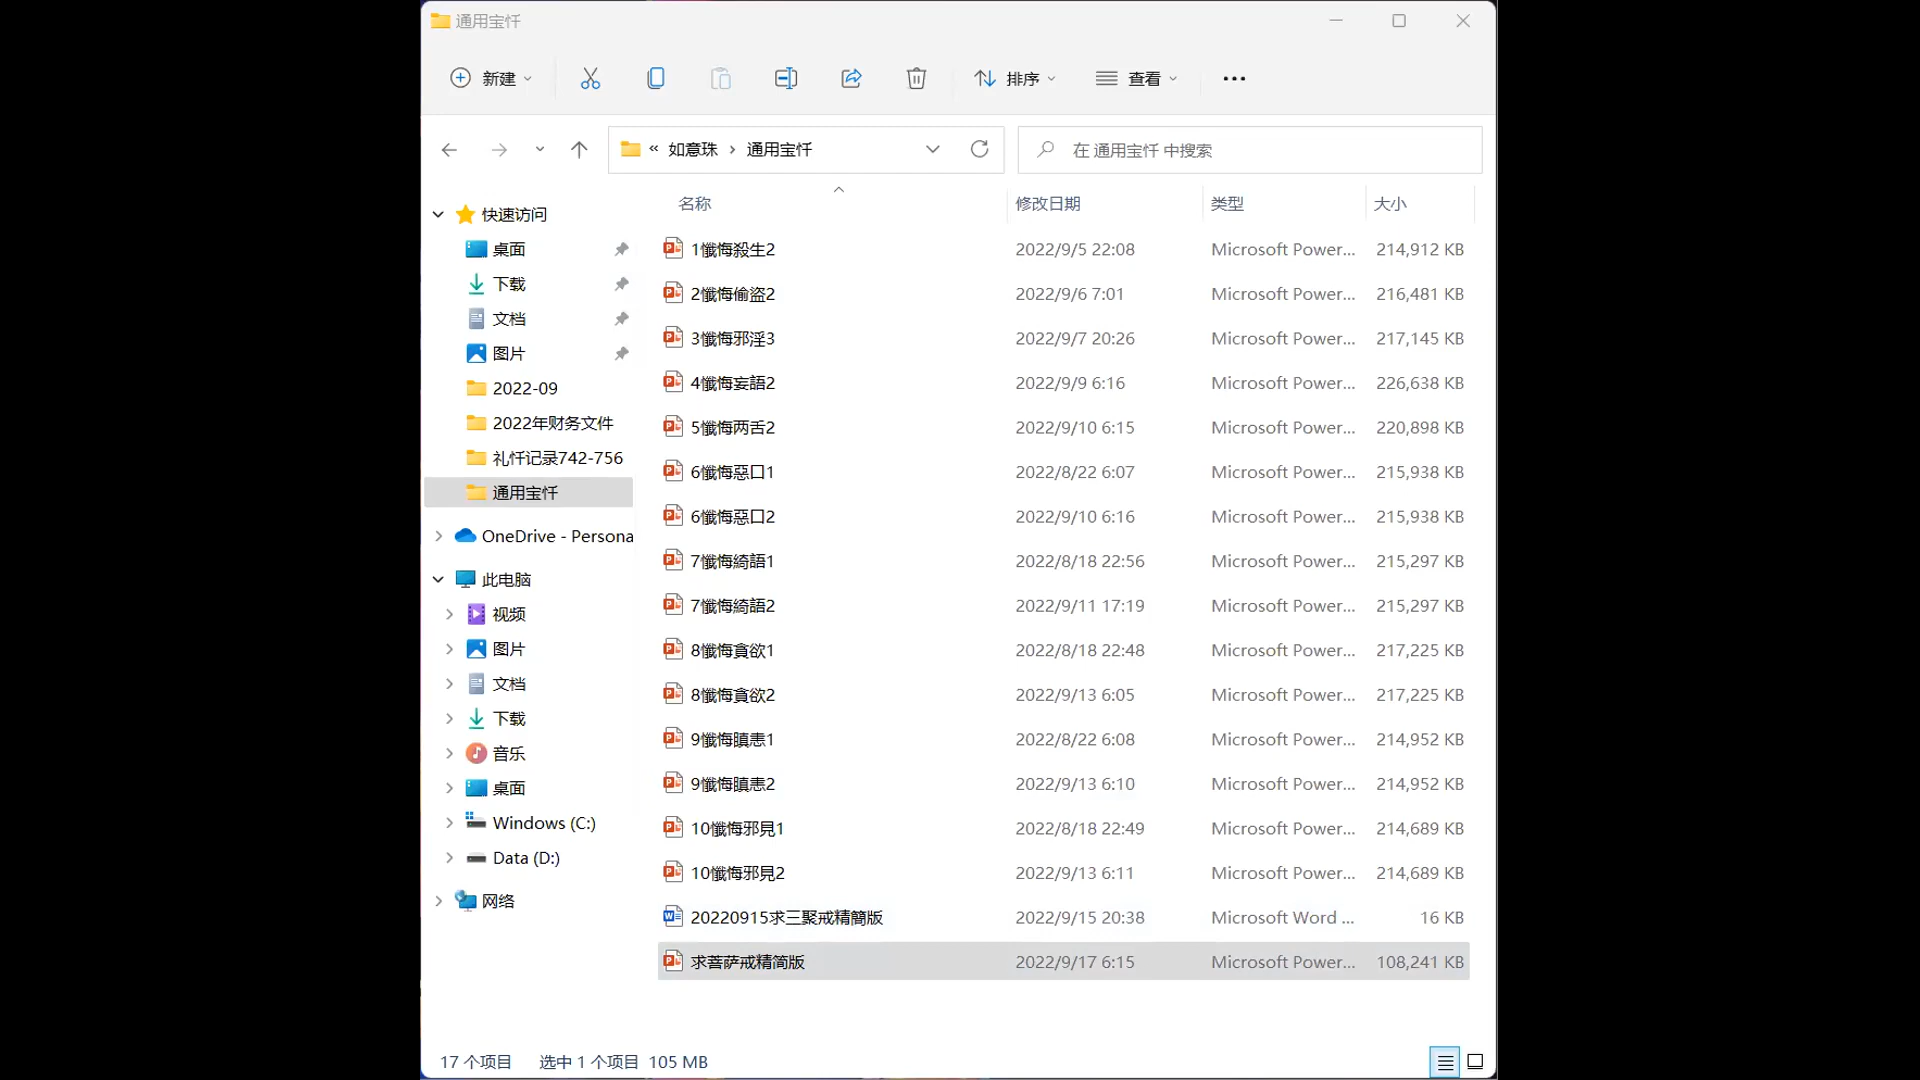 通用宝忏
新建
排序
查看
« 如意珠 › 通用宝忏
在 通用宝忏 中搜索
名称 修改日期 类型 大小
快速访问
桌面
下载
文档
图片
2022-09
2022年财务文件
礼忏记录742-756
通用宝忏
OneDrive - Persona
此电脑
视频
图片
文档
下载
音乐
桌面
Windows (C:)
Data (D:)
网络
1懺悔殺生2 2022/9/5 22:08 Microsoft Power... 214,912 KB
2懺悔偷盗2 2022/9/6 7:01 Microsoft Power... 216,481 KB
3懺悔邪淫3 2022/9/7 20:26 Microsoft Power... 217,145 KB
4懺悔妄語2 2022/9/9 6:16 Microsoft Power... 226,638 KB
5懺悔两舌2 2022/9/10 6:15 Microsoft Power... 220,898 KB
6懺悔惡口1 2022/8/22 6:07 Microsoft Power... 215,938 KB
6懺悔惡口2 2022/9/10 6:16 Microsoft Power... 215,938 KB
7懺悔綺語1 2022/8/18 22:56 Microsoft Power... 215,297 KB
7懺悔綺語2 2022/9/11 17:19 Microsoft Power... 215,297 KB
8懺悔貪欲1 2022/8/18 22:48 Microsoft Power... 217,225 KB
8懺悔貪欲2 2022/9/13 6:05 Microsoft Power... 217,225 KB
9懺悔瞋恚1 2022/8/22 6:08 Microsoft Power... 214,952 KB
9懺悔瞋恚2 2022/9/13 6:10 Microsoft Power... 214,952 KB
10懺悔邪見1 2022/8/18 22:49 Microsoft Power... 214,689 KB
10懺悔邪見2 2022/9/13 6:11 Microsoft Power... 214,689 KB
20220915求三聚戒精簡版 2022/9/15 20:38 Microsoft Word ... 16 KB
求菩萨戒精简版 2022/9/17 6:15 Microsoft Power... 108,241 KB
17 个项目 选中 1 个项目 105 MB